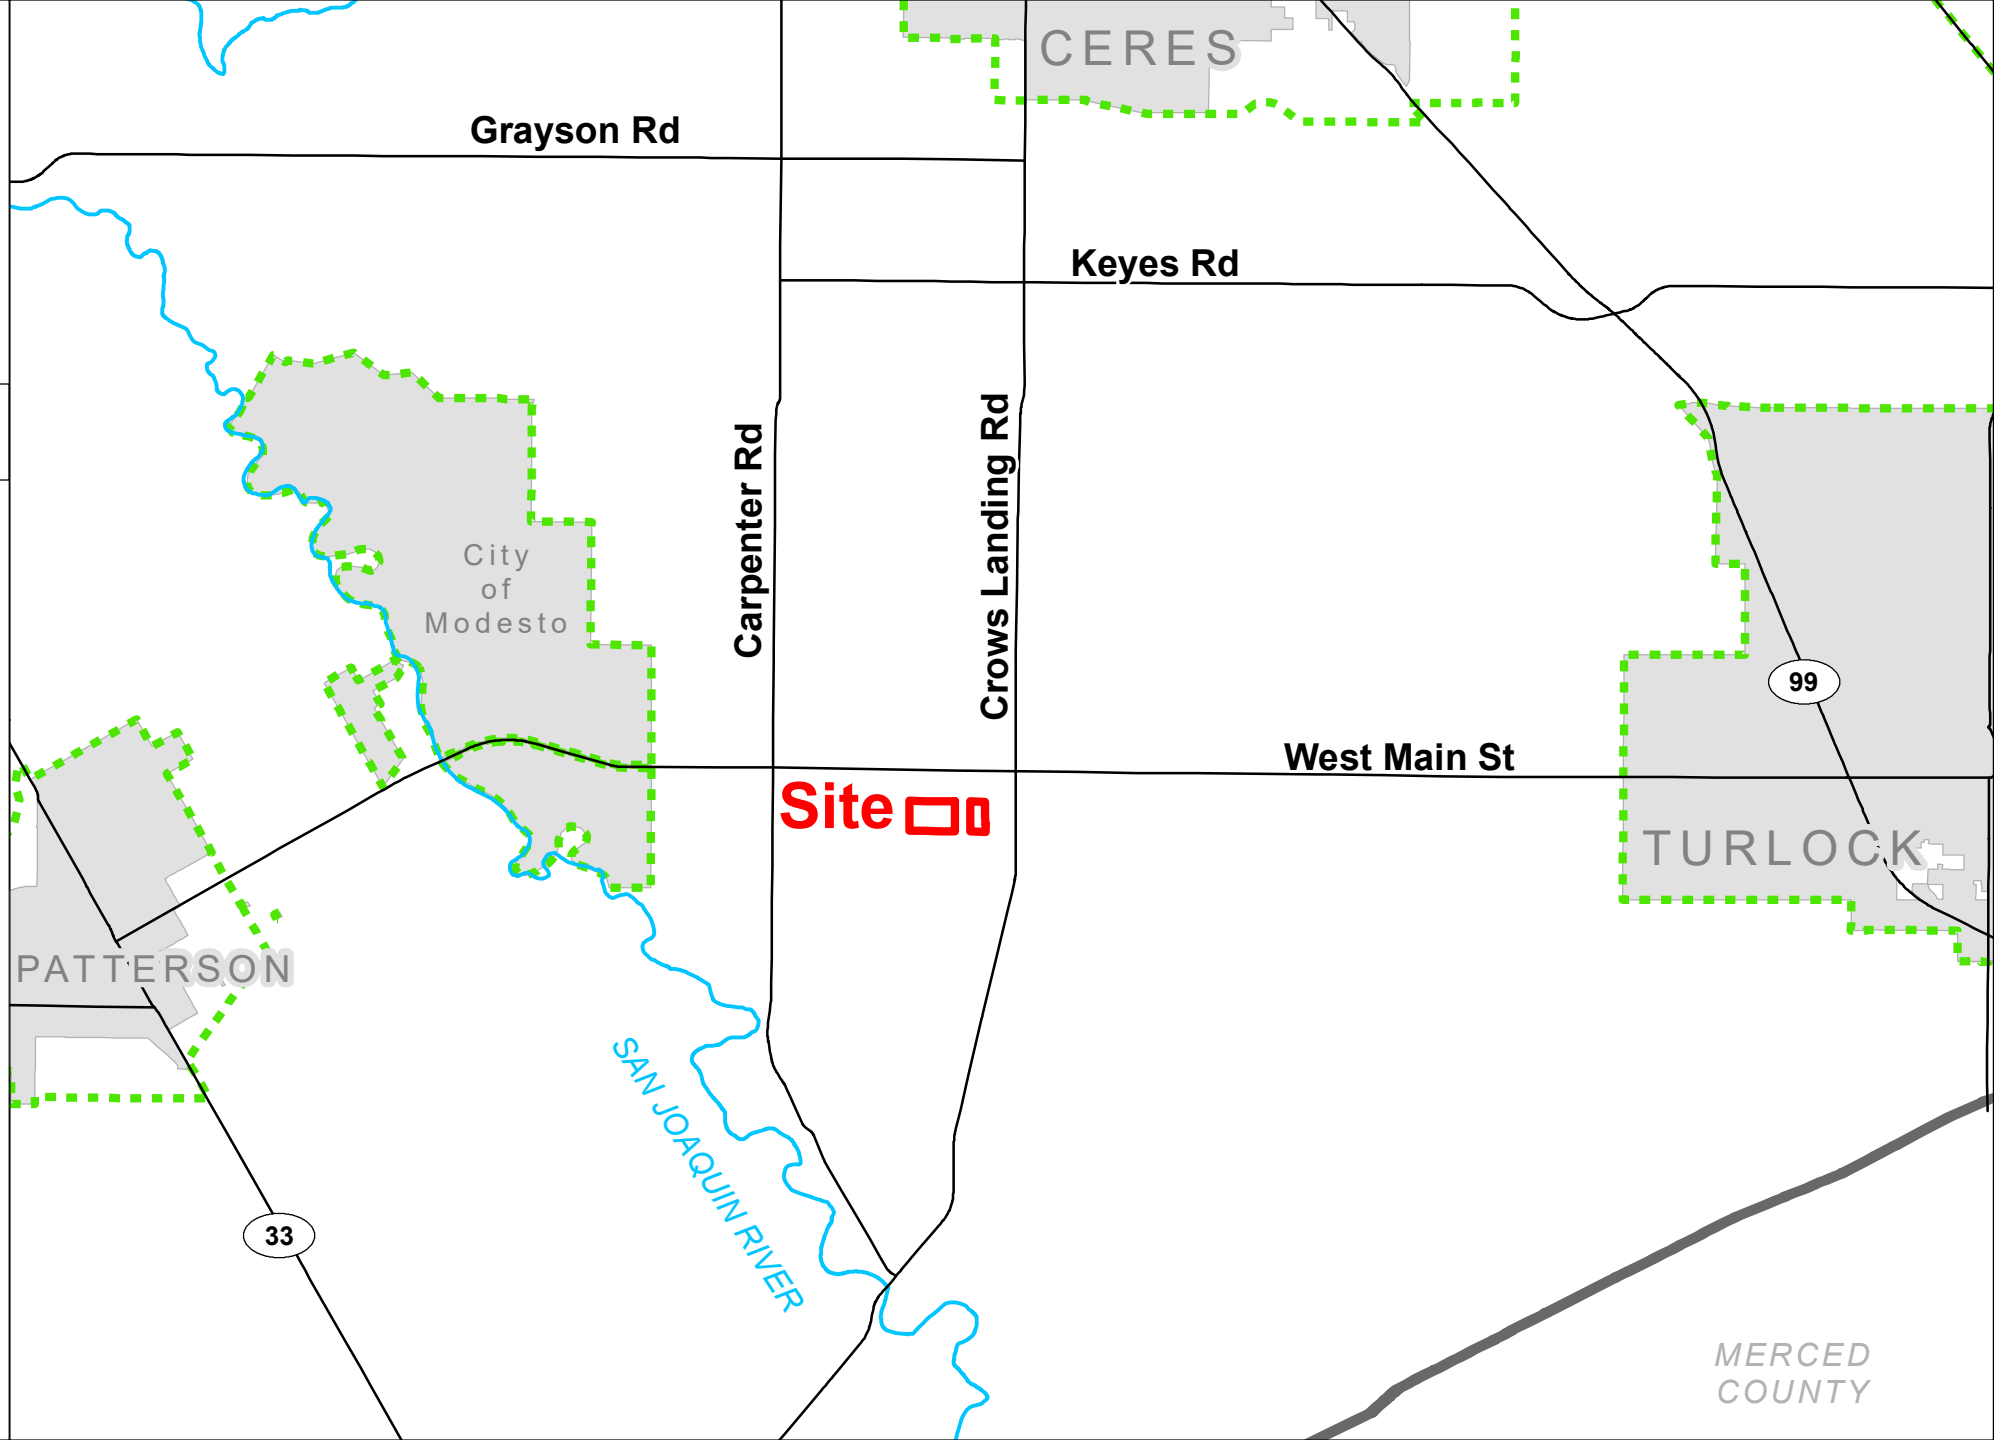 CERES
Grayson Rd
Keyes Rd
Carpenter Rd
Crows Landing Rd
City
of
Modesto
99
West Main St
Site
TURLOCK
PATTERSON
SAN JOAQUIN RIVER
33
MERCED
COUNTY